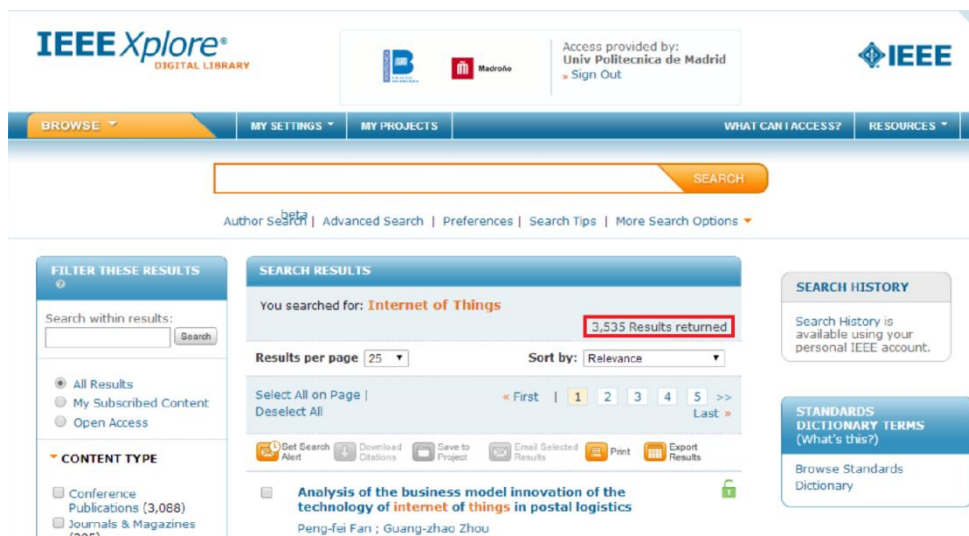 IEEE Xplore®
DIGITAL LIBRARY
Madroño
Access provided by:
Univ Politecnica de Madrid
» Sign Out
IEEE
BROWSE
MY SETTINGS
MY PROJECTS
WHAT CAN I ACCESS?
RESOURCES
SEARCH
beta
Author Search | Advanced Search | Preferences | Search Tips | More Search Options
FILTER THESE RESULTS
Search within results:
Search
All Results
My Subscribed Content
Open Access
CONTENT TYPE
Conference
Publications (3,088)
Journals & Magazines
SEARCH RESULTS
You searched for: Internet of Things
3,535 Results returned
Results per page 25
Sort by: Relevance
Select All on Page |
Deselect All
« First | 1 2 3 4 5 >>
Last »
Set Search
Alert
Download
Citations
Save to
Project
Email Selected
Results
Print
Export
Results
Analysis of the business model innovation of the
technology of internet of things in postal logistics
Peng-fei Fan ; Guang-zhao Zhou
SEARCH HISTORY
Search History is
available using your
personal IEEE account.
STANDARDS
DICTIONARY TERMS
(What's this?)
Browse Standards
Dictionary